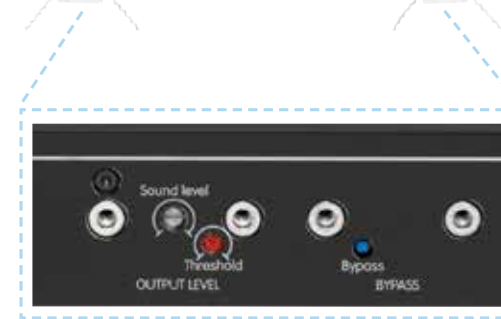 Sound level
Threshold
OUTPUT LEVEL
Bypass
BYPASS